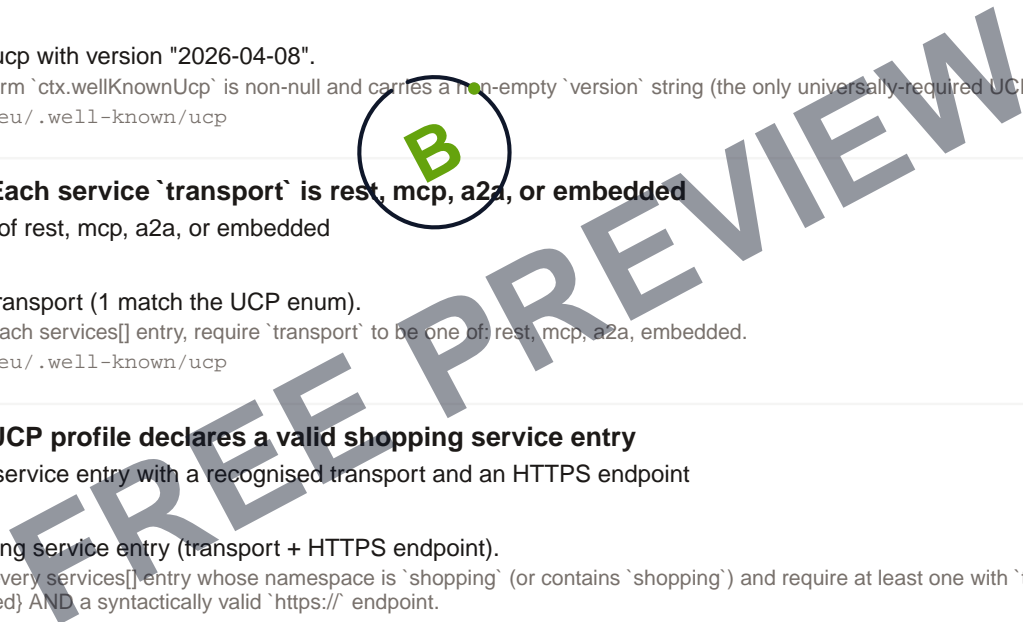 ucp with version "2026-04-08".
rm `ctx.wellKnownUcp` is non-null and carries a non-empty `version` string (the only universally-required UC
eu/.well-known/ucp
B
Each service `transport` is rest, mcp, a2a, or embedded
of rest, mcp, a2a, or embedded
ransport (1 match the UCP enum).
ach services[] entry, require `transport` to be one of: rest, mcp, a2a, embedded.
eu/.well-known/ucp
FREE PREVIEW
UCP profile declares a valid shopping service entry
service entry with a recognised transport and an HTTPS endpoint
ng service entry (transport + HTTPS endpoint).
very services[] entry whose namespace is `shopping` (or contains `shopping`) and require at least one with `
ed} AND a syntactically valid `https://` endpoint.